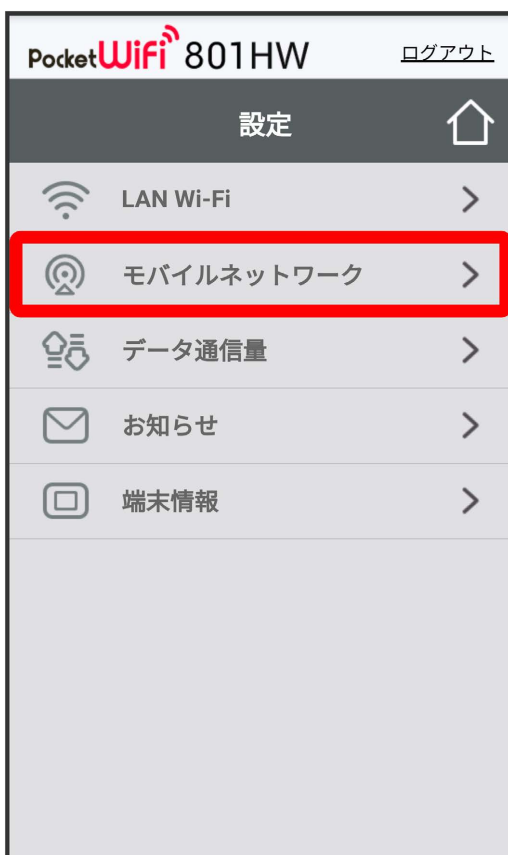 PocketWiFi 801HW ログアウト
設定
LAN Wi-Fi
モバイルネットワーク
データ通信量
お知らせ
端末情報